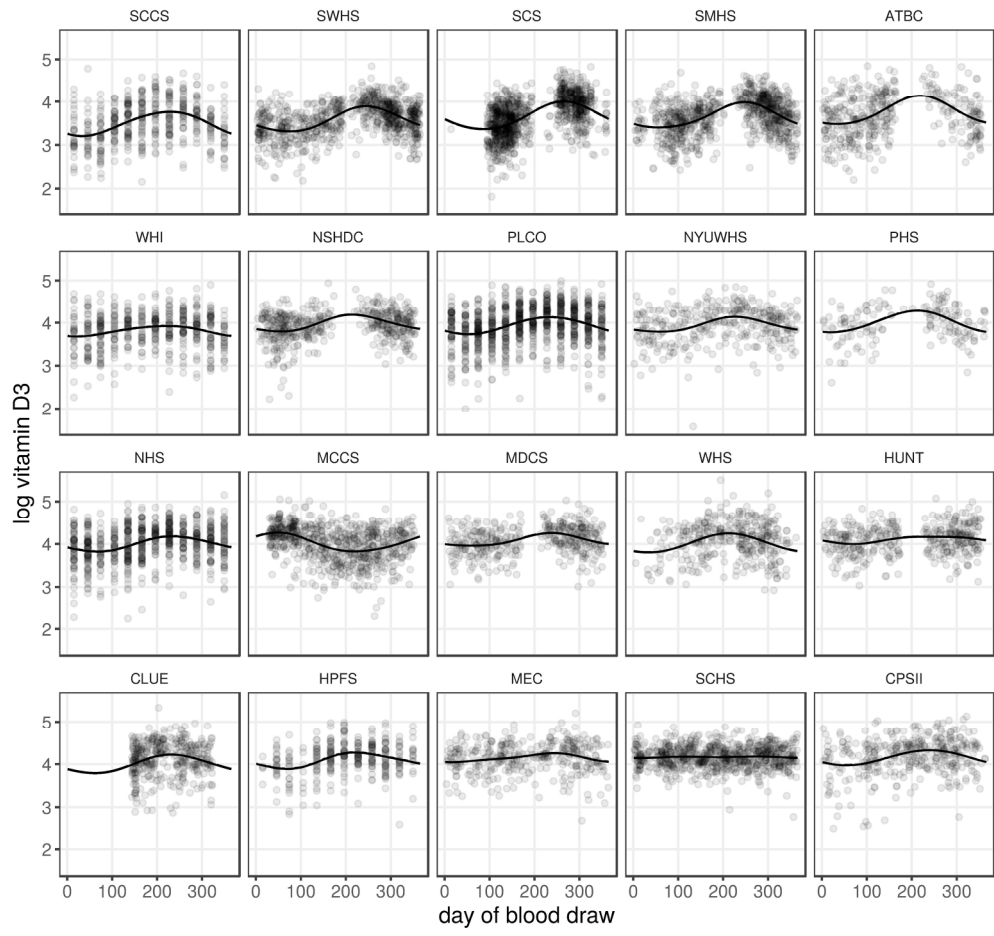 SCCS SWHS SCS SMHS ATBC
5
4
3
2
WHI NSHDC PLCO NYUWHS PHS
5
4
3
2
log vitamin D3
NHS MCCS MDCS WHS HUNT
5
4
3
2
CLUE HPFS MEC SCHS CPSII
5
4
3
2
0 100 200 300 0 100 200 300 0 100 200 300 0 100 200 300 0 100 200 300
day of blood draw